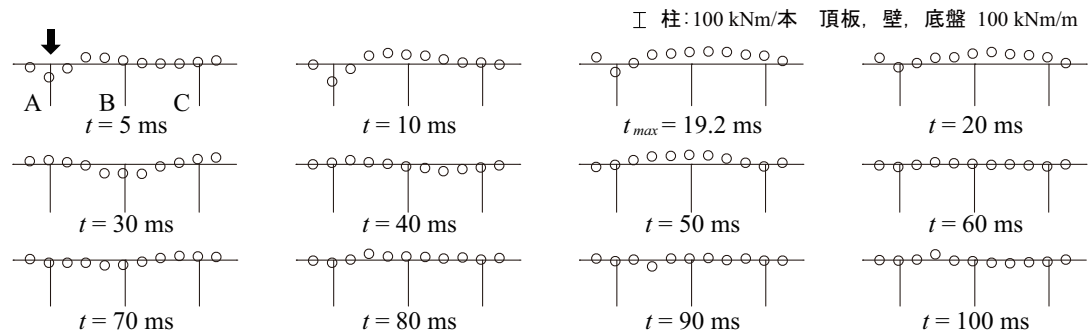 柱:100 kNm/本 頂板, 壁, 底盤 100 kNm/m
A B C
t = 5 ms t = 10 ms t max = 19.2 ms t = 20 ms
t = 30 ms t = 40 ms t = 50 ms t = 60 ms
t = 70 ms t = 80 ms t = 90 ms t = 100 ms